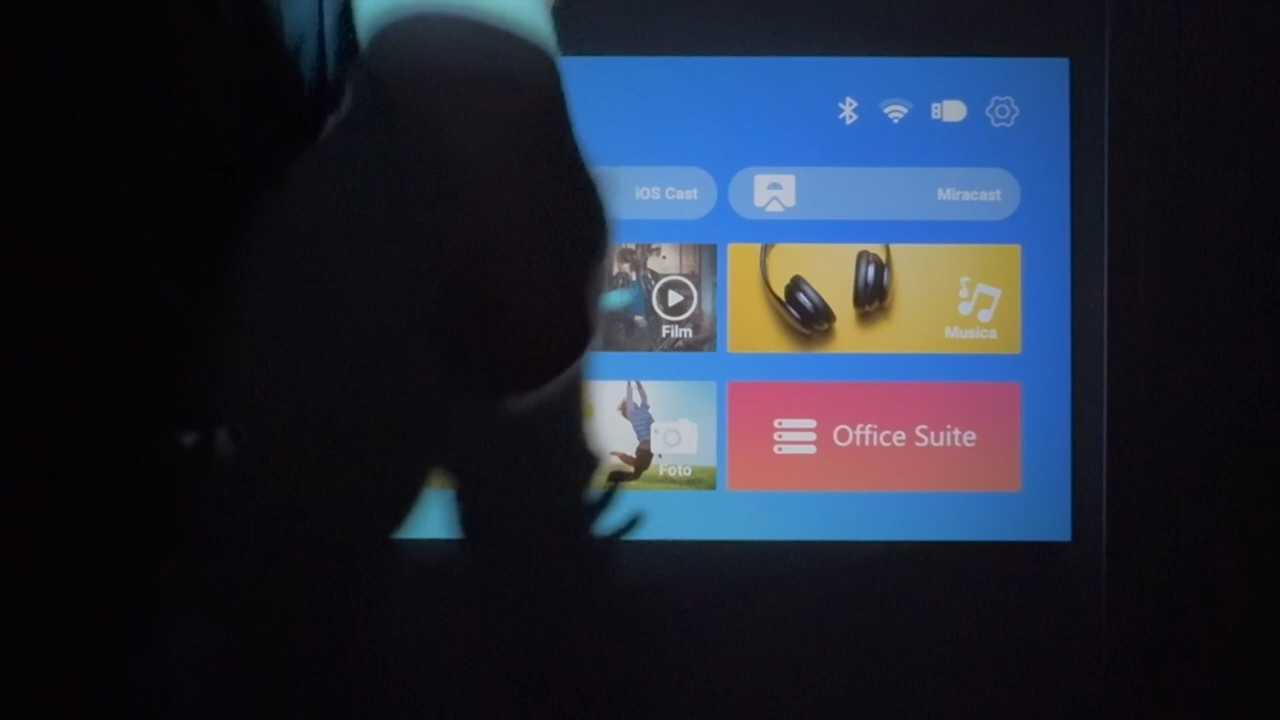 iOS Cast
Miracast
Film
Musica
Foto
Office Suite